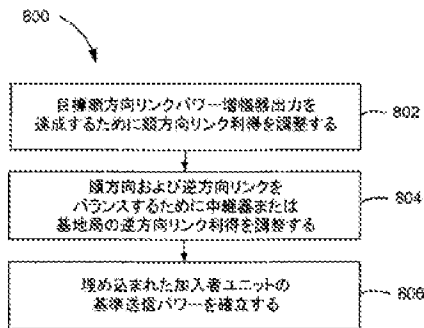 800
目標順方向リンクパワー増幅器出力を
達成するために順方向リンク利得を調整する
802
順方向および逆方向リンクを
バランスするために中継器または
基地局の逆方向リンク利得を調整する
804
埋め込まれた加入者ユニットの
基準送信パワーを確立する
806